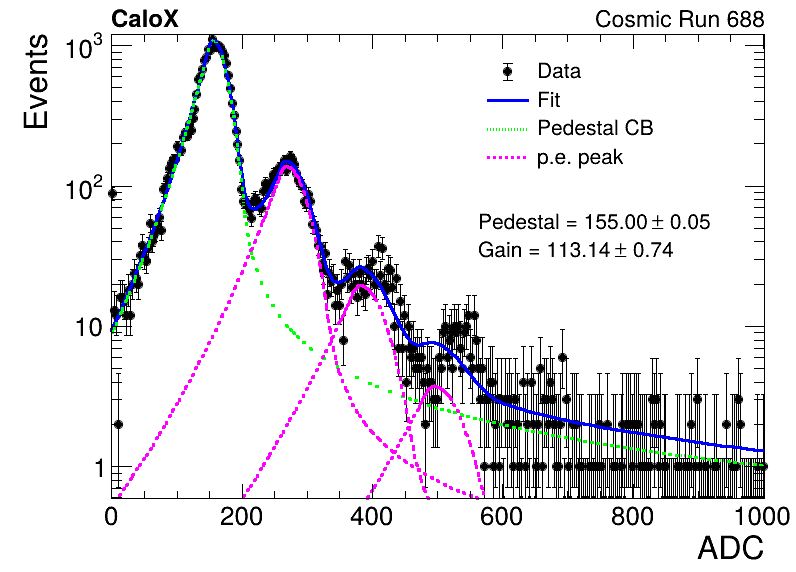 CaloX Cosmic Run 688
Events
10³
10²
10
1
Data
Fit
Pedestal CB
p.e. peak
Pedestal = 155.00 ± 0.05
Gain = 113.14 ± 0.74
0 200 400 600 800 1000
ADC